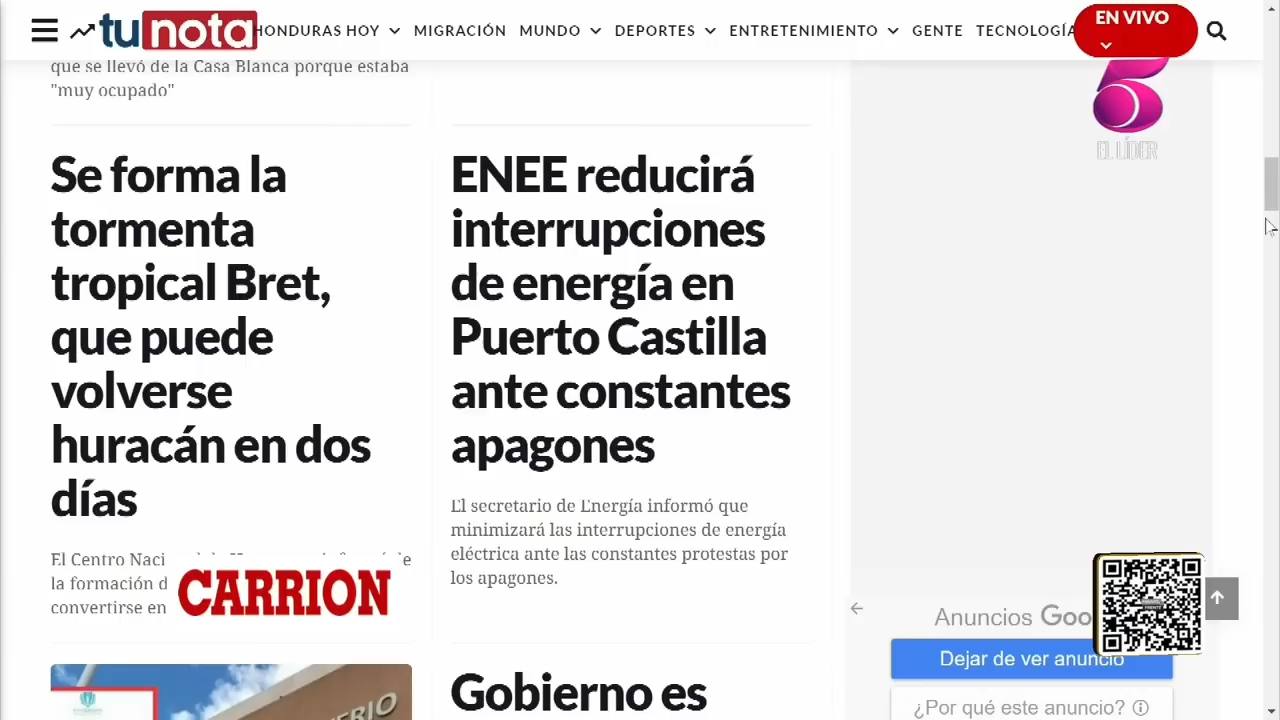 tunota
HONDURAS HOY
MIGRACIÓN
MUNDO
DEPORTES
ENTRETENIMIENTO
GENTE
TECNOLOGÍA
EN VIVO
que se llevó de la Casa Blanca porque estaba
"muy ocupado"
Se forma la
tormenta
tropical Bret,
que puede
volverse
huracán en dos
días
El Centro
la formación
convertirse en
CARRION
ENEE reducirá
interrupciones
de energía en
Puerto Castilla
ante constantes
apagones
El secretario de Energía informó que
minimizará las interrupciones de energía
eléctrica ante las constantes protestas por
los apagones.
Gobierno es
5
EL LÍDER
Anuncios
Dejar de ver anuncio
¿Por qué este anuncio?